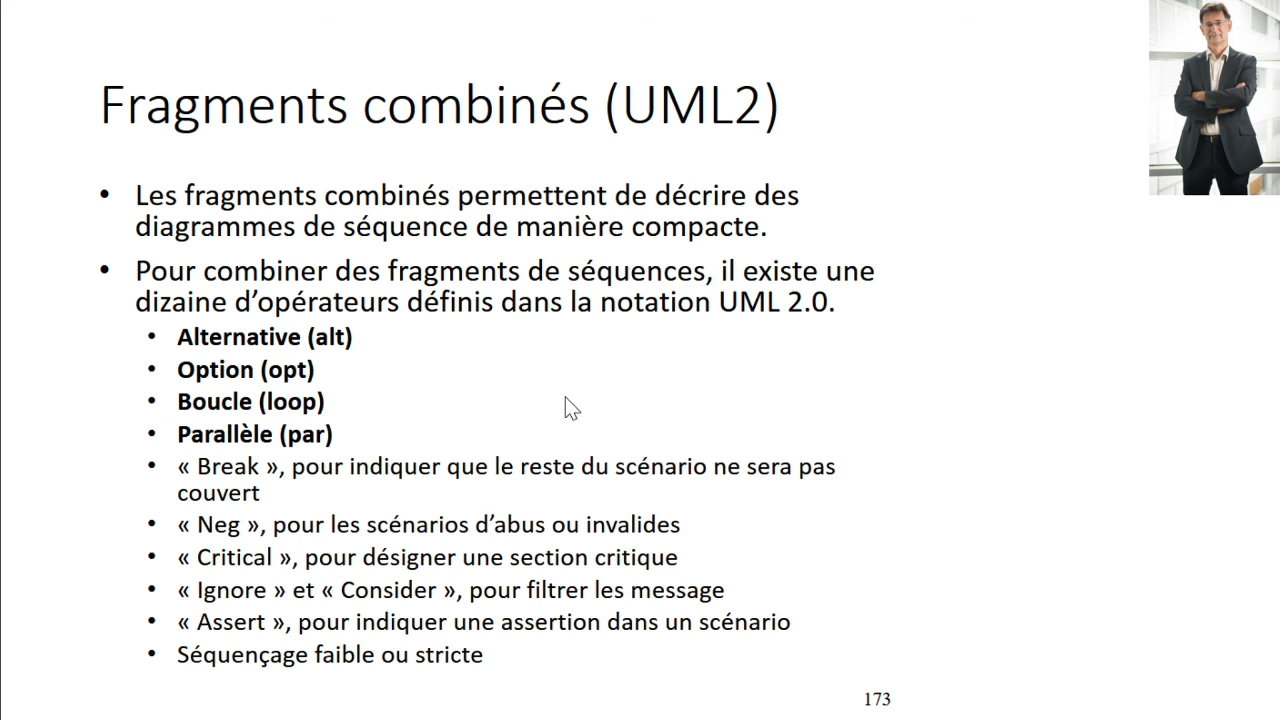 Fragments combinés (UML2)
• Les fragments combinés permettent de décrire des
diagrammes de séquence de manière compacte.
• Pour combiner des fragments de séquences, il existe une
dizaine d’opérateurs définis dans la notation UML 2.0.
• Alternative (alt)
• Option (opt)
• Boucle (loop)
• Parallèle (par)
• « Break », pour indiquer que le reste du scénario ne sera pas
couvert
• « Neg », pour les scénarios d’abus ou invalides
• « Critical », pour désigner une section critique
• « Ignore » et « Consider », pour filtrer les message
• « Assert », pour indiquer une assertion dans un scénario
• Séquençage faible ou stricte
173